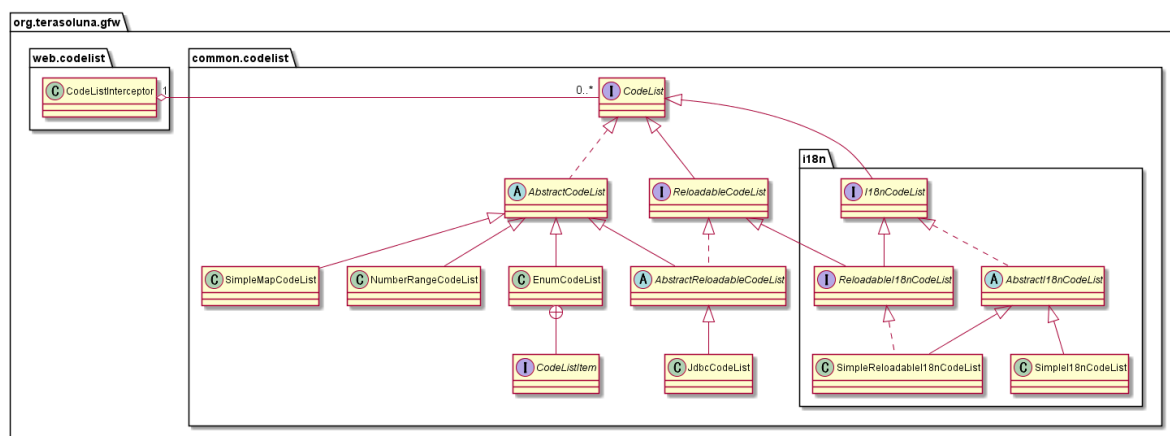 org.terasoluna.gfw
web.codelist
common.codelist
C CodeListInterceptor
1
0..*
I CodeList
i18n
A AbstractCodeList
I ReloadableCodeList
I I18nCodeList
C SimpleMapCodeList
C NumberRangeCodeList
C EnumCodeList
A AbstractReloadableCodeList
I ReloadableI18nCodeList
A AbstractI18nCodeList
I CodeListItem
C JdbcCodeList
C SimpleReloadableI18nCodeList
C SimpleI18nCodeList